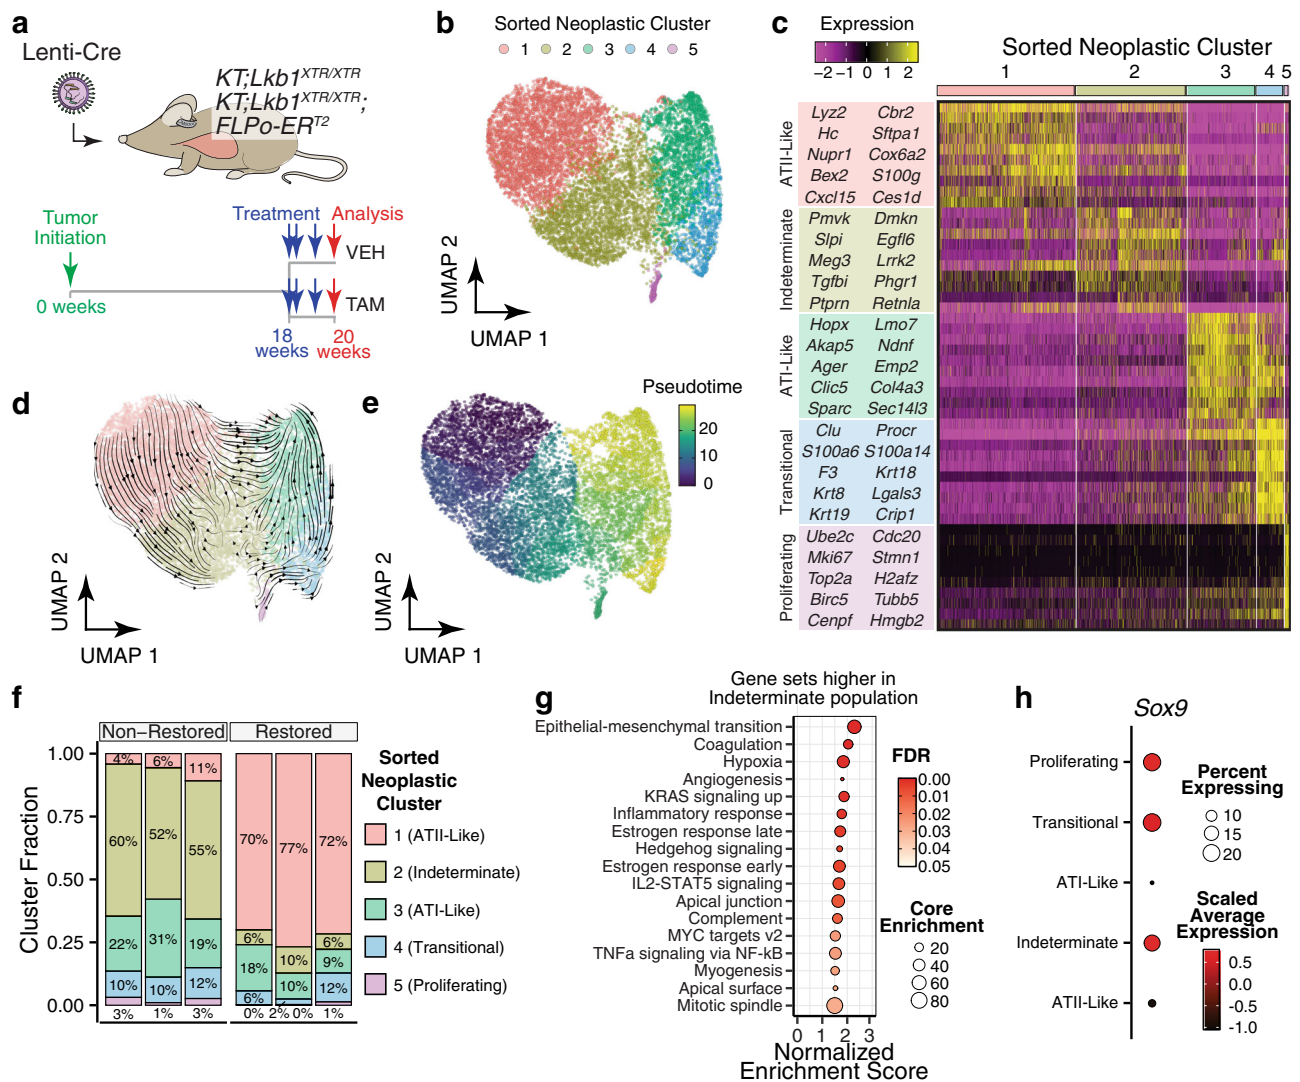 a
Lenti-Cre
KT;Lkb1XTR/XTR
KT;Lkb1XTR/XTR;
FLPo-ERT2
Tumor
Initiation
0 weeks
Treatment
Analysis
VEH
TAM
18
weeks
20
weeks
b
Sorted Neoplastic Cluster
1 2 3 4 5
UMAP 2
UMAP 1
c
Expression
-2 -1 0 1 2
Sorted Neoplastic Cluster
1 2 3 4 5
ATII-Like
Lyz2 Cbr2
Hc Sftpa1
Nupr1 Cox6a2
Bex2 S100g
Cxcl15 Ces1d
Indeterminate
Pmvk Dmkn
Slpi Egfl6
Meg3 Lrrk2
Tgfbi Phgr1
Ptprn Retnla
ATI-Like
Hopx Lmo7
Akap5 Ndnf
Ager Emp2
Clic5 Col4a3
Sparc Sec14l3
Transitional
Clu Procr
S100a6 S100a14
F3 Krt18
Krt8 Lgals3
Krt19 Crip1
Proliferating
Ube2c Cdc20
Mki67 Stmn1
Top2a H2afz
Birc5 Tubb5
Cenpf Hmgb2
d
UMAP 2
UMAP 1
e
Pseudotime
20
10
0
UMAP 2
UMAP 1
f
Non-Restored Restored
Cluster Fraction
1.00
0.75
0.50
0.25
0.00
4% 6% 11%
60% 52% 55% 70% 77% 72%
22% 31% 19% 6% 10% 6%
18% 10% 9%
10% 10% 12% 6% 12%
3% 1% 3% 0% 2% 0% 1%
Sorted
Neoplastic
Cluster
1 (ATII-Like)
2 (Indeterminate)
3 (ATI-Like)
4 (Transitional)
5 (Proliferating)
g
Gene sets higher in
Indeterminate population
Epithelial-mesenchymal transition
Coagulation
Hypoxia
Angiogenesis
KRAS signaling up
Inflammatory response
Estrogen response late
Hedgehog signaling
Estrogen response early
IL2-STAT5 signaling
Apical junction
Complement
MYC targets v2
TNFa signaling via NF-kB
Myogenesis
Apical surface
Mitotic spindle
0 1 2 3
Normalized
Enrichment Score
FDR
0.00
0.01
0.02
0.03
0.04
0.05
Core
Enrichment
20
40
60
80
h
Sox9
Proliferating
Transitional
ATI-Like
Indeterminate
ATII-Like
Percent
Expressing
10
15
20
Scaled
Average
Expression
0.5
0.0
-0.5
-1.0